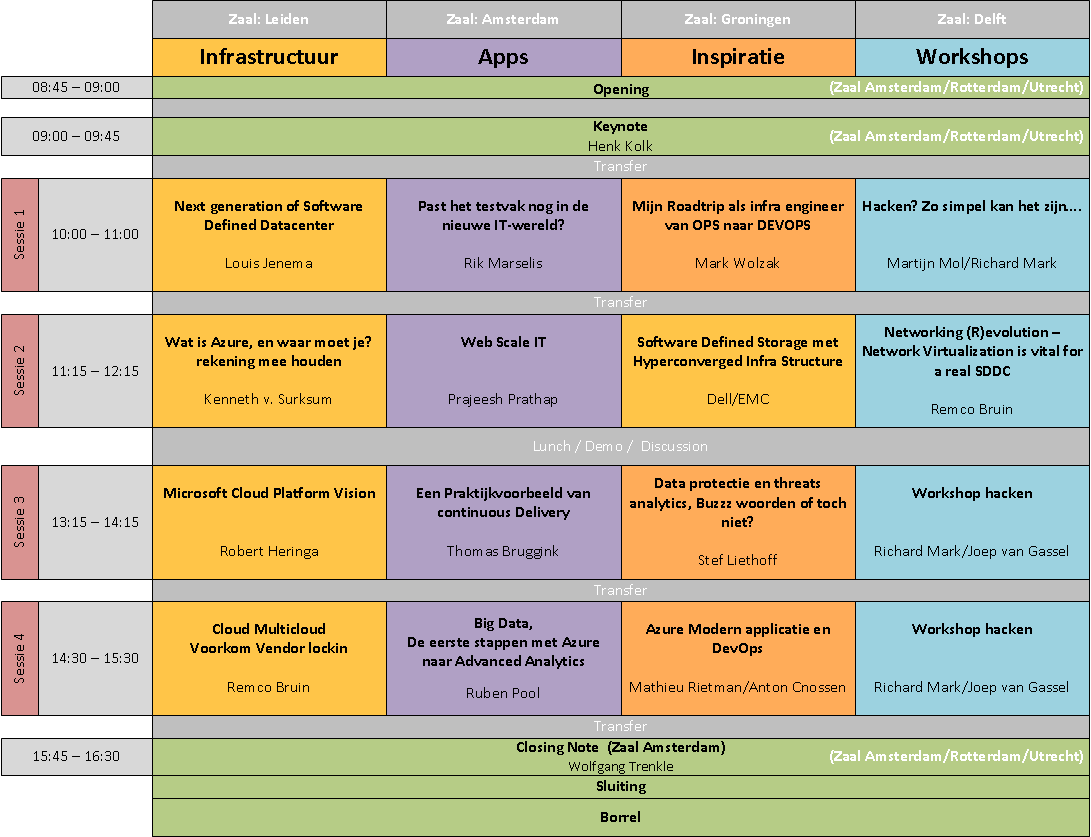 Zaal: Leiden
Zaal: Amsterdam
Zaal: Groningen
Zaal: Delft
Infrastructuur
Apps
Inspiratie
Workshops
08:45 – 09:00
Opening
(Zaal Amsterdam/Rotterdam/Utrecht)
09:00 – 09:45
Keynote
Henk Kolk
(Zaal Amsterdam/Rotterdam/Utrecht)
Transfer
Sessie 1
10:00 – 11:00
Next generation of Software
Defined Datacenter
Louis Jenema
Past het testvak nog in de
nieuwe IT-wereld?
Rik Marselis
Mijn Roadtrip als infra engineer
van OPS naar DEVOPS
Mark Wolzak
Hacken? Zo simpel kan het zijn....
Martijn Mol/Richard Mark
Transfer
Sessie 2
11:15 – 12:15
Wat is Azure, en waar moet je?
rekening mee houden
Kenneth v. Surksum
Web Scale IT
Prajeesh Prathap
Software Defined Storage met
Hyperconverged Infra Structure
Dell/EMC
Networking (R)evolution –
Network Virtualization is vital for
a real SDDC
Remco Bruin
Lunch / Demo / Discussion
Sessie 3
13:15 – 14:15
Microsoft Cloud Platform Vision
Robert Heringa
Een Praktijkvoorbeeld van
continuous Delivery
Thomas Bruggink
Data protectie en threats
analytics, Buzzz woorden of toch
niet?
Stef Liethoff
Workshop hacken
Richard Mark/Joep van Gassel
Transfer
Sessie 4
14:30 – 15:30
Cloud Multicloud
Voorkom Vendor lockin
Remco Bruin
Big Data,
De eerste stappen met Azure
naar Advanced Analytics
Ruben Pool
Azure Modern applicatie en
DevOps
Mathieu Rietman/Anton Cnossen
Workshop hacken
Richard Mark/Joep van Gassel
Transfer
15:45 – 16:30
Closing Note (Zaal Amsterdam)
Wolfgang Trenkle
(Zaal Amsterdam/Rotterdam/Utrecht)
Sluiting
Borrel